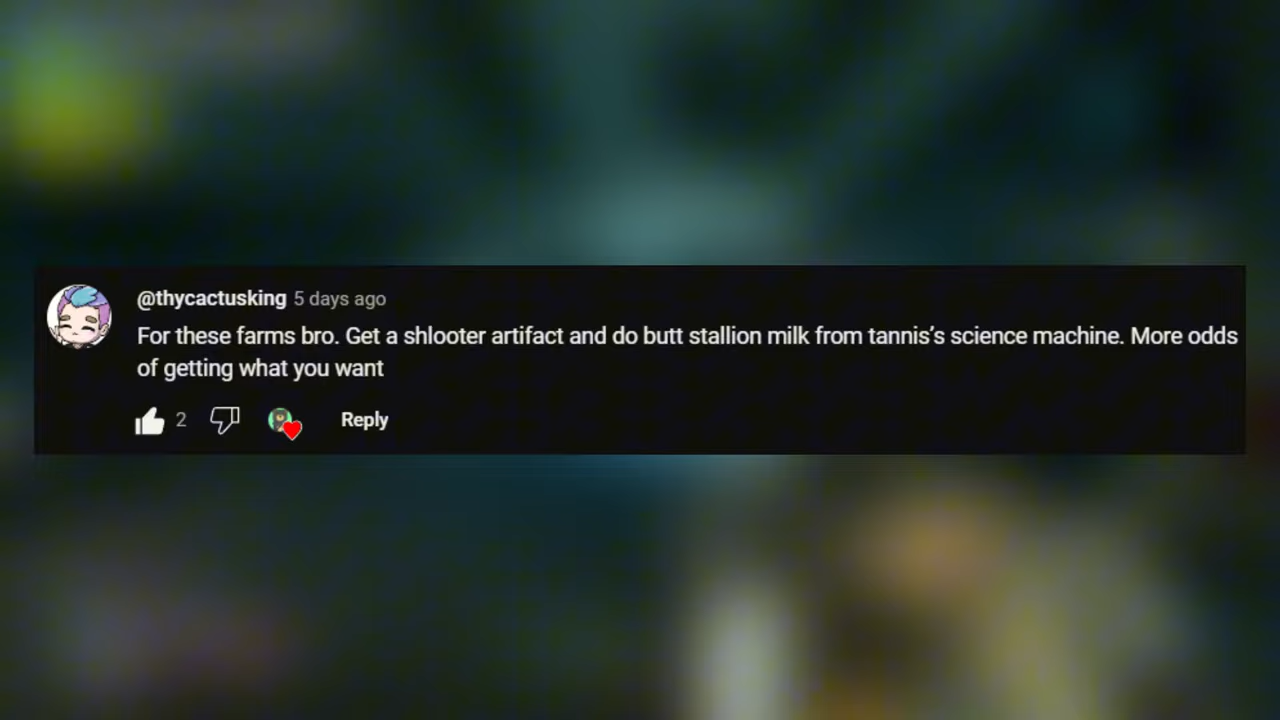 @thycactusking 5 days ago
For these farms bro. Get a shlooter artifact and do butt stallion milk from tannis’s science machine. More odds
of getting what you want
2 Reply